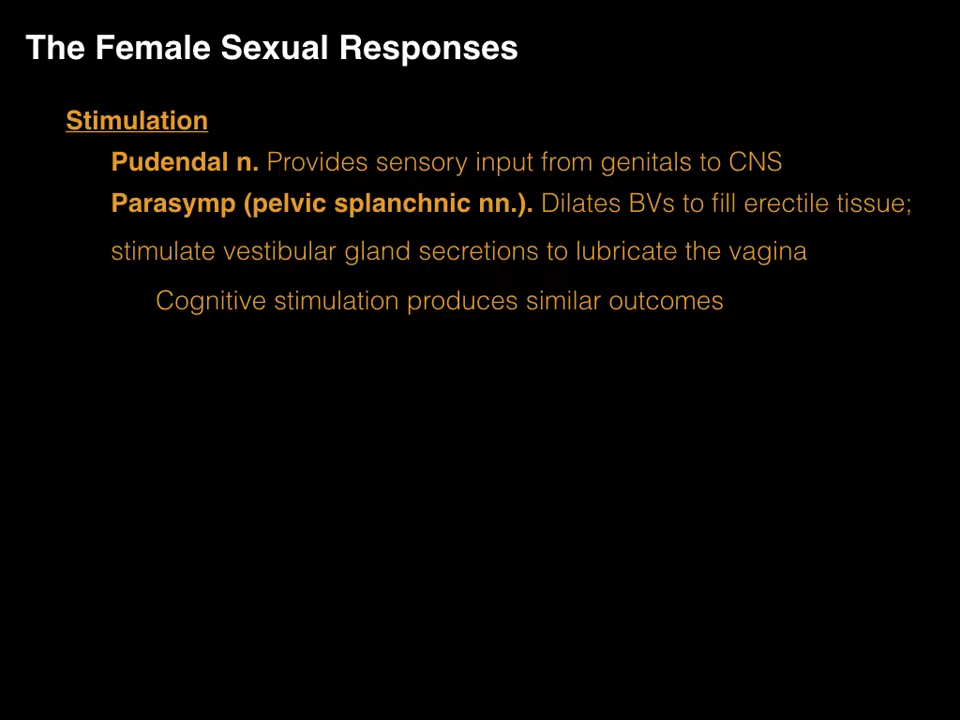 The Female Sexual Responses
Stimulation
Pudendal n. Provides sensory input from genitals to CNS
Parasymp (pelvic splanchnic nn.). Dilates BVs to fill erectile tissue;
stimulate vestibular gland secretions to lubricate the vagina
Cognitive stimulation produces similar outcomes